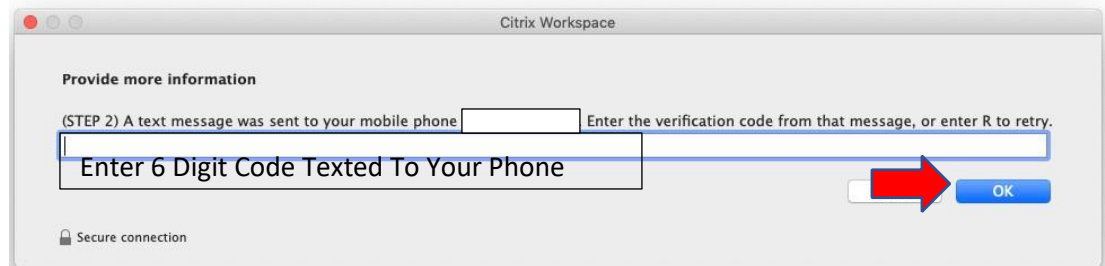 Citrix Workspace
Provide more information
(STEP 2) A text message was sent to your mobile phone . Enter the verification code from that message, or enter R to retry.
Enter 6 Digit Code Texted To Your Phone
OK
Secure connection